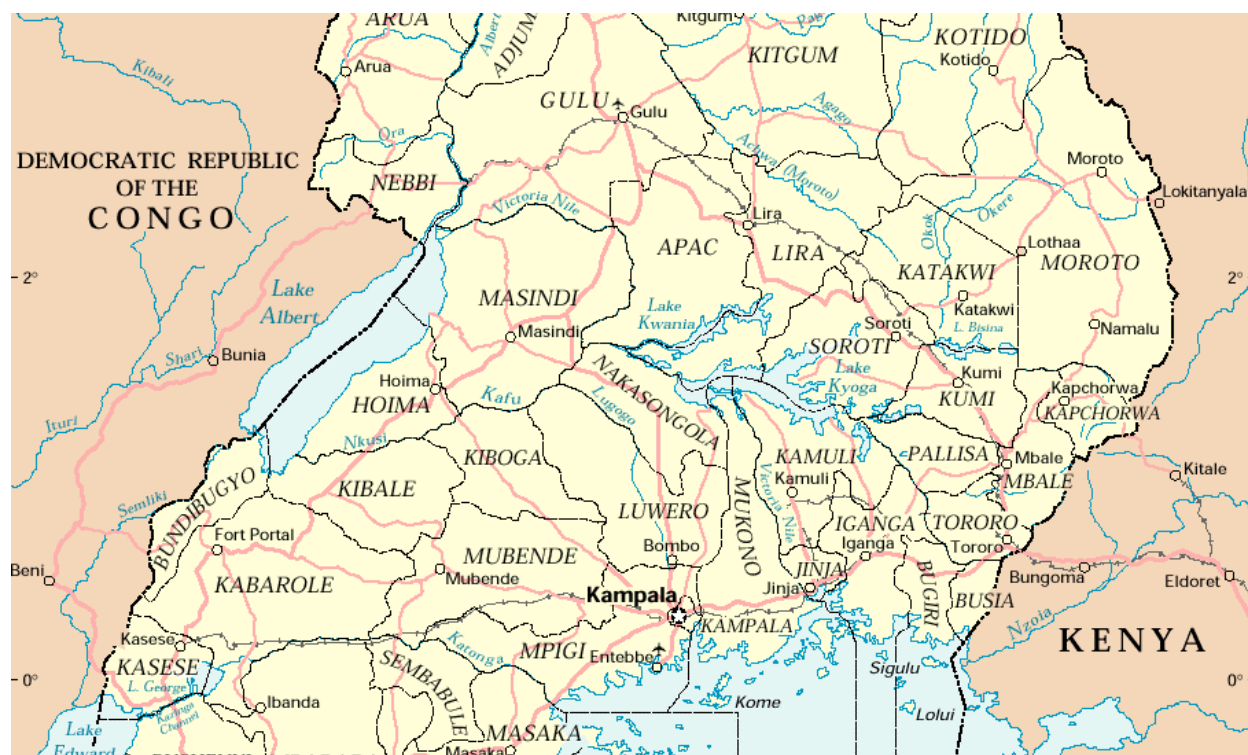 ARUA
Albert
ADJUM
Kitgum
Pag
KOTIDO
Kibali
Arua
KITGUM
Kotido
GULU
Gulu
Agago
Ora
Achwa (Moroto)
DEMOCRATIC REPUBLIC
OF THE
CONGO
NEBBI
Moroto
Victoria Nile
Lira
Okok
Okere
Lokitanyala
APAC
LIRA
Lothaa
MOROTO
KATAKWI
2°
2°
Lake
Albert
MASINDI
Lake
Kwania
Katakwi
L. Bisina
Masindi
Soroti
Namalu
Shari
Bunia
SOROTI
Lake
Kyoga
Hoima
Kafu
NAKASONGOLA
Kumi
KUMI
Kapchorwa
KAPCHORWA
HOIMA
Lugogo
Ituri
Nkusi
KIBOGA
KAMULI
Kamuli
PALLISA
Mbale
MBALE
Kitale
BUNDIBUGYO
KIBALE
Semliki
LUWERO
MUKONO
Victoria Nile
IGANGA
Iganga
TORORO
Tororo
Fort Portal
MUBENDE
Mubende
Bombo
Beni
KABAROLE
Kampala
JINJA
Jinja
BUGIRI
BUSIA
Bungoma
Eldoret
KAMPALA
Nzoia
KENYA
Kasese
KASESE
Katonga
MPIGI
Entebbe
SEMBABULE
Sigulu
0°
0°
L. George
Kazinga
Channel
Ibanda
Kome
Lolui
Lake
Edward
MASAKA
Masaka